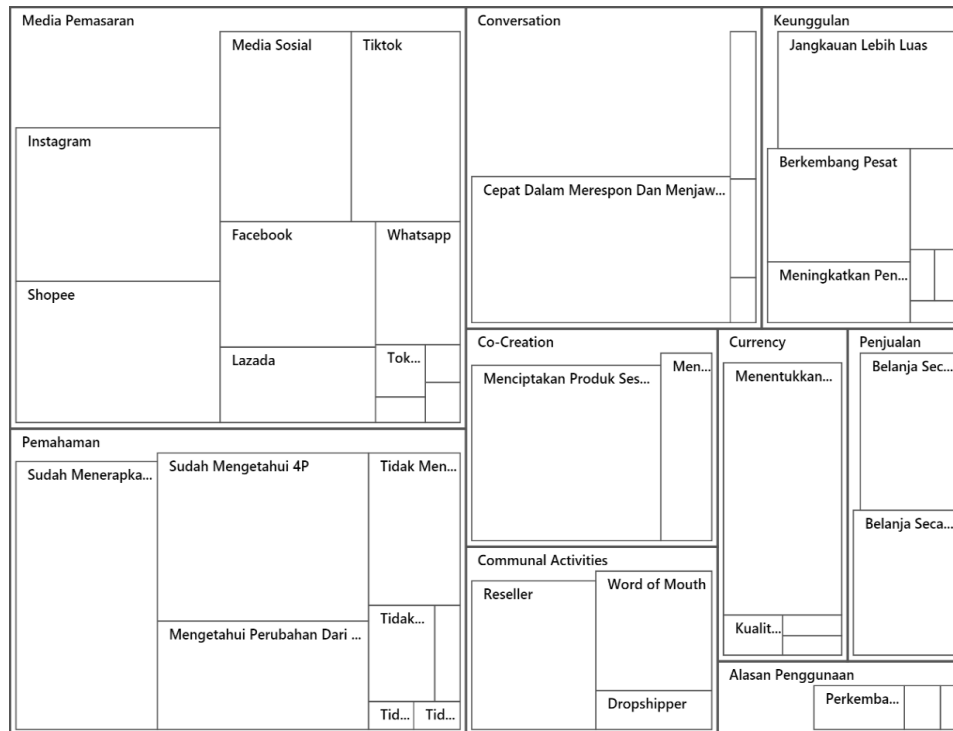 Media Pemasaran
Media Sosial
Tiktok
Instagram
Facebook
Whatsapp
Shopee
Lazada
Tok...
Pemahaman
Sudah Menerapka...
Sudah Mengetahui 4P
Tidak Men...
Tidak...
Mengetahui Perubahan Dari ...
Tid...
Tid...
Conversation
Cepat Dalam Merespon Dan Menjaw...
Keunggulan
Jangkauan Lebih Luas
Berkembang Pesat
Meningkatkan Pen...
Co-Creation
Menciptakan Produk Ses...
Men...
Communal Activities
Reseller
Word of Mouth
Dropshipper
Currency
Menentukkan...
Kualit...
Penjualan
Belanja Sec...
Belanja Seca...
Alasan Penggunaan
Perkemba...